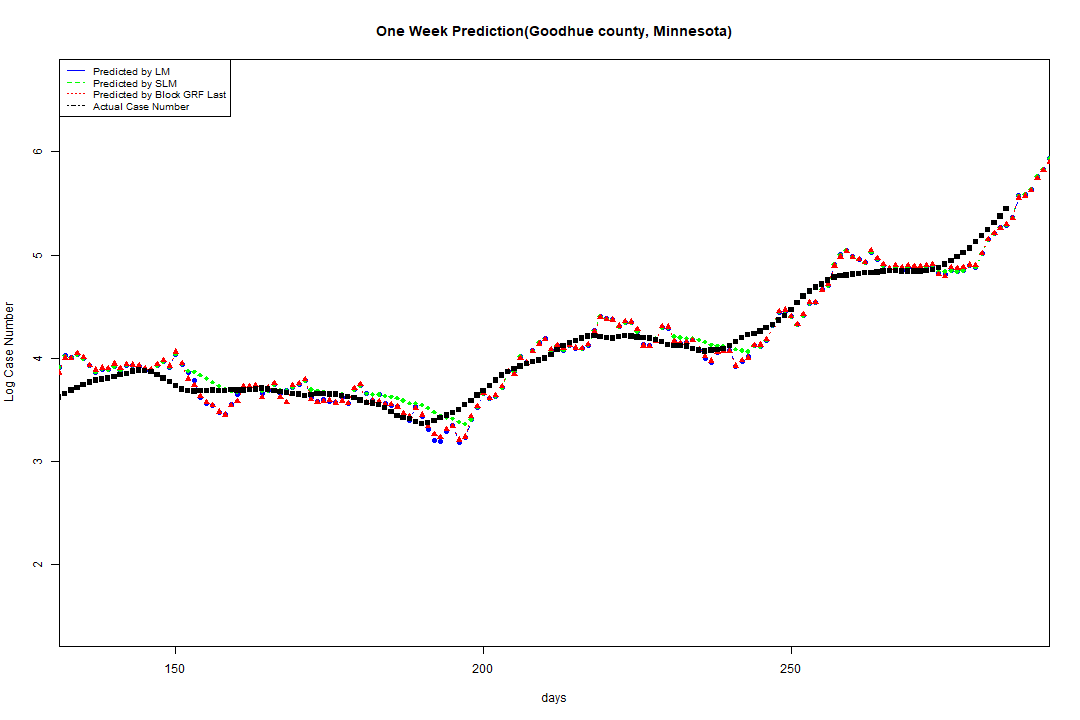 One Week Prediction(Goodhue county, Minnesota)
Predicted by LM
Predicted by SLM
Predicted by Block GRF Last
Actual Case Number
6
5
4
3
2
Log Case Number
150 200 250
days